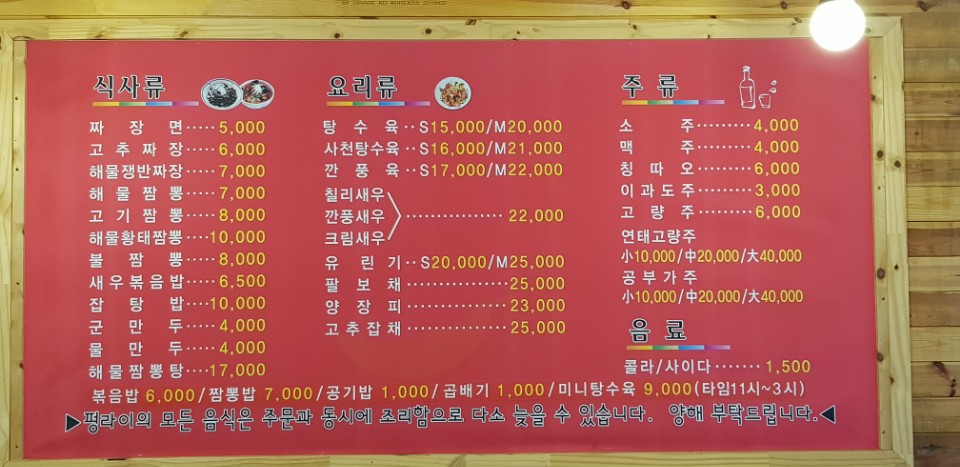 식사류
짜장면·····5,000
고추짜장·····6,000
해물쟁반짜장·····7,000
해물짬뽕·····7,000
고기짬뽕·····8,000
해물황태짬뽕····10,000
불짬뽕·····8,000
새우볶음밥·····6,500
잡탕밥·····10,000
군만두·····4,000
물만두·····4,000
해물짬뽕탕····17,000
요리류
탕수육··S15,000/M20,000
사천탕수육··S16,000/M21,000
깐풍육··S17,000/M22,000
칠리새우
깐풍새우················22,000
크림새우
유린기··S20,000/M25,000
팔보채················25,000
양장피················23,000
고추잡채················25,000
주류
소주·········4,000
맥주·········4,000
칭따오·········6,000
이과도주·········3,000
고량주·········6,000
연태고량주
小10,000/中20,000/大40,000
공부가주
小10,000/中20,000/大40,000
음료
콜라/사이다·······1,500
볶음밥 6,000/짬뽕밥 7,000/공기밥 1,000/곱배기 1,000/미니탕수육 9,000(타임11시~3시)
▶평라이의 모든 음식은 주문과 동시에 조리함으로 다소 늦을 수 있습니다. 양해 부탁드립니다.◀